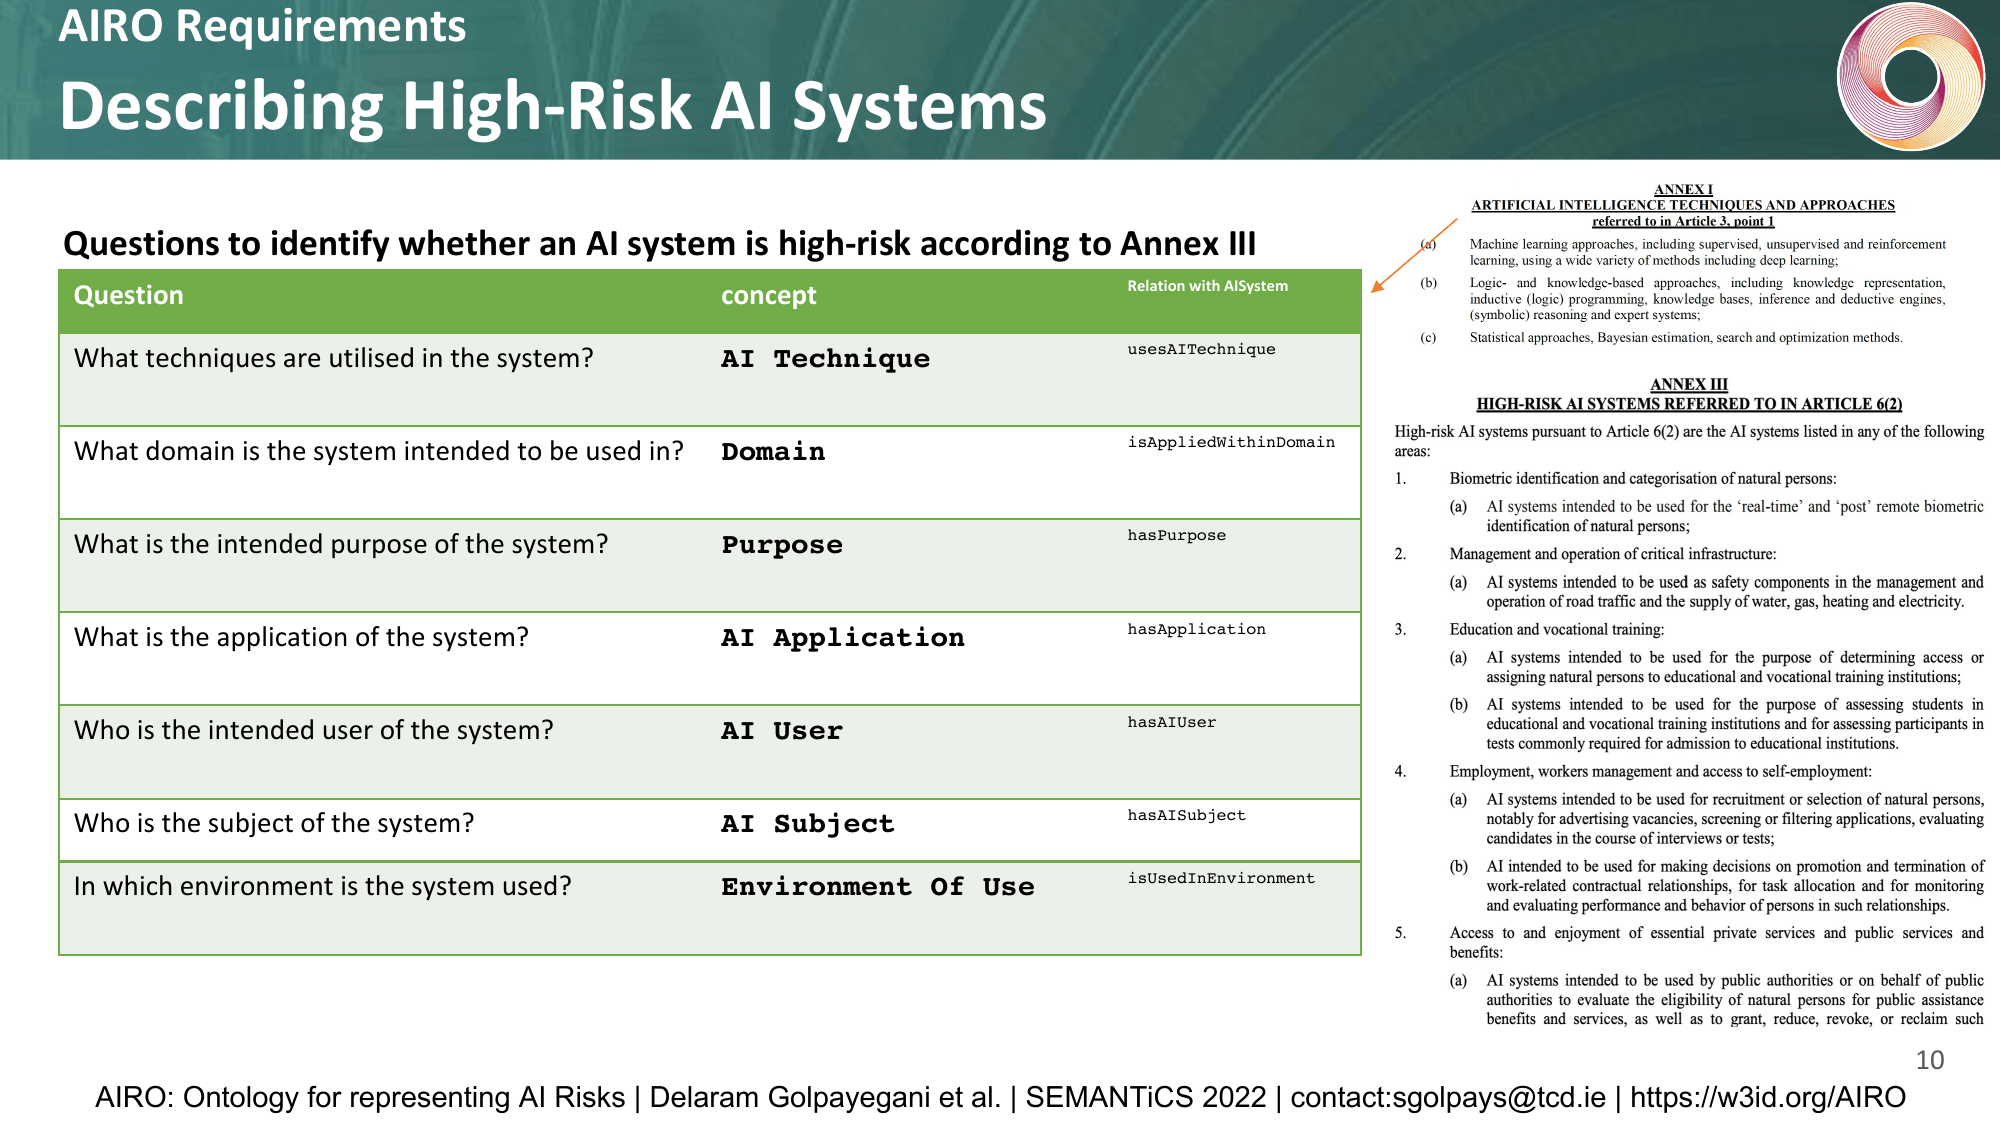 AIRO Requirements
Describing High-Risk AI Systems
Questions to identify whether an AI system is high-risk according to Annex III
Question concept Relation with AISystem
What techniques are utilised in the system? AI Technique usesAITechnique
What domain is the system intended to be used in? Domain isAppliedWithinDomain
What is the intended purpose of the system? Purpose hasPurpose
What is the application of the system? AI Application hasApplication
Who is the intended user of the system? AI User hasAIUser
Who is the subject of the system? AI Subject hasAISubject
In which environment is the system used? Environment Of Use isUsedInEnvironment
ANNEX I
ARTIFICIAL INTELLIGENCE TECHNIQUES AND APPROACHES
referred to in Article 3, point 1
(a) Machine learning approaches, including supervised, unsupervised and reinforcement
learning, using a wide variety of methods including deep learning;
(b) Logic- and knowledge-based approaches, including knowledge representation,
inductive (logic) programming, knowledge bases, inference and deductive engines,
(symbolic) reasoning and expert systems;
(c) Statistical approaches, Bayesian estimation, search and optimization methods.
ANNEX III
HIGH-RISK AI SYSTEMS REFERRED TO IN ARTICLE 6(2)
High-risk AI systems pursuant to Article 6(2) are the AI systems listed in any of the following
areas:
1. Biometric identification and categorisation of natural persons:
(a) AI systems intended to be used for the ‘real-time’ and ‘post’ remote biometric
identification of natural persons;
2. Management and operation of critical infrastructure:
(a) AI systems intended to be used as safety components in the management and
operation of road traffic and the supply of water, gas, heating and electricity.
3. Education and vocational training:
(a) AI systems intended to be used for the purpose of determining access or
assigning natural persons to educational and vocational training institutions;
(b) AI systems intended to be used for the purpose of assessing students in
educational and vocational training institutions and for assessing participants in
tests commonly required for admission to educational institutions.
4. Employment, workers management and access to self-employment:
(a) AI systems intended to be used for recruitment or selection of natural persons,
notably for advertising vacancies, screening or filtering applications, evaluating
candidates in the course of interviews or tests;
(b) AI intended to be used for making decisions on promotion and termination of
work-related contractual relationships, for task allocation and for monitoring
and evaluating performance and behavior of persons in such relationships.
5. Access to and enjoyment of essential private services and public services and
benefits:
(a) AI systems intended to be used by public authorities or on behalf of public
authorities to evaluate the eligibility of natural persons for public assistance
benefits and services, as well as to grant, reduce, revoke, or reclaim such
10
AIRO: Ontology for representing AI Risks | Delaram Golpayegani et al. | SEMANTiCS 2022 | contact:sgolpays@tcd.ie | https://w3id.org/AIRO